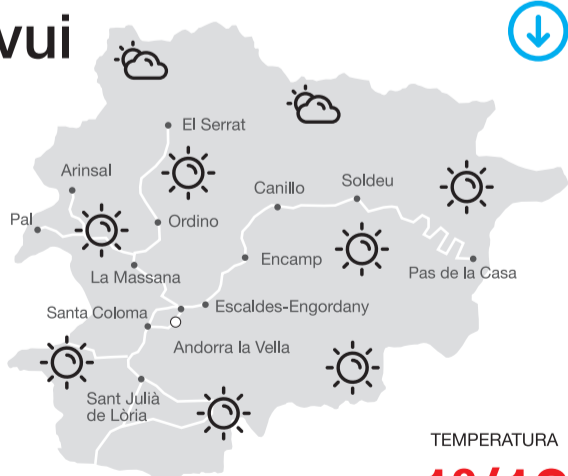 vui
El Serrat
Arinsal
Canillo
Soldeu
Pal
Ordino
Encamp
La Massana
Pas de la Casa
Santa Coloma
Escaldes-Engordany
Andorra la Vella
Sant Julià
de Lòria
TEMPERATURA